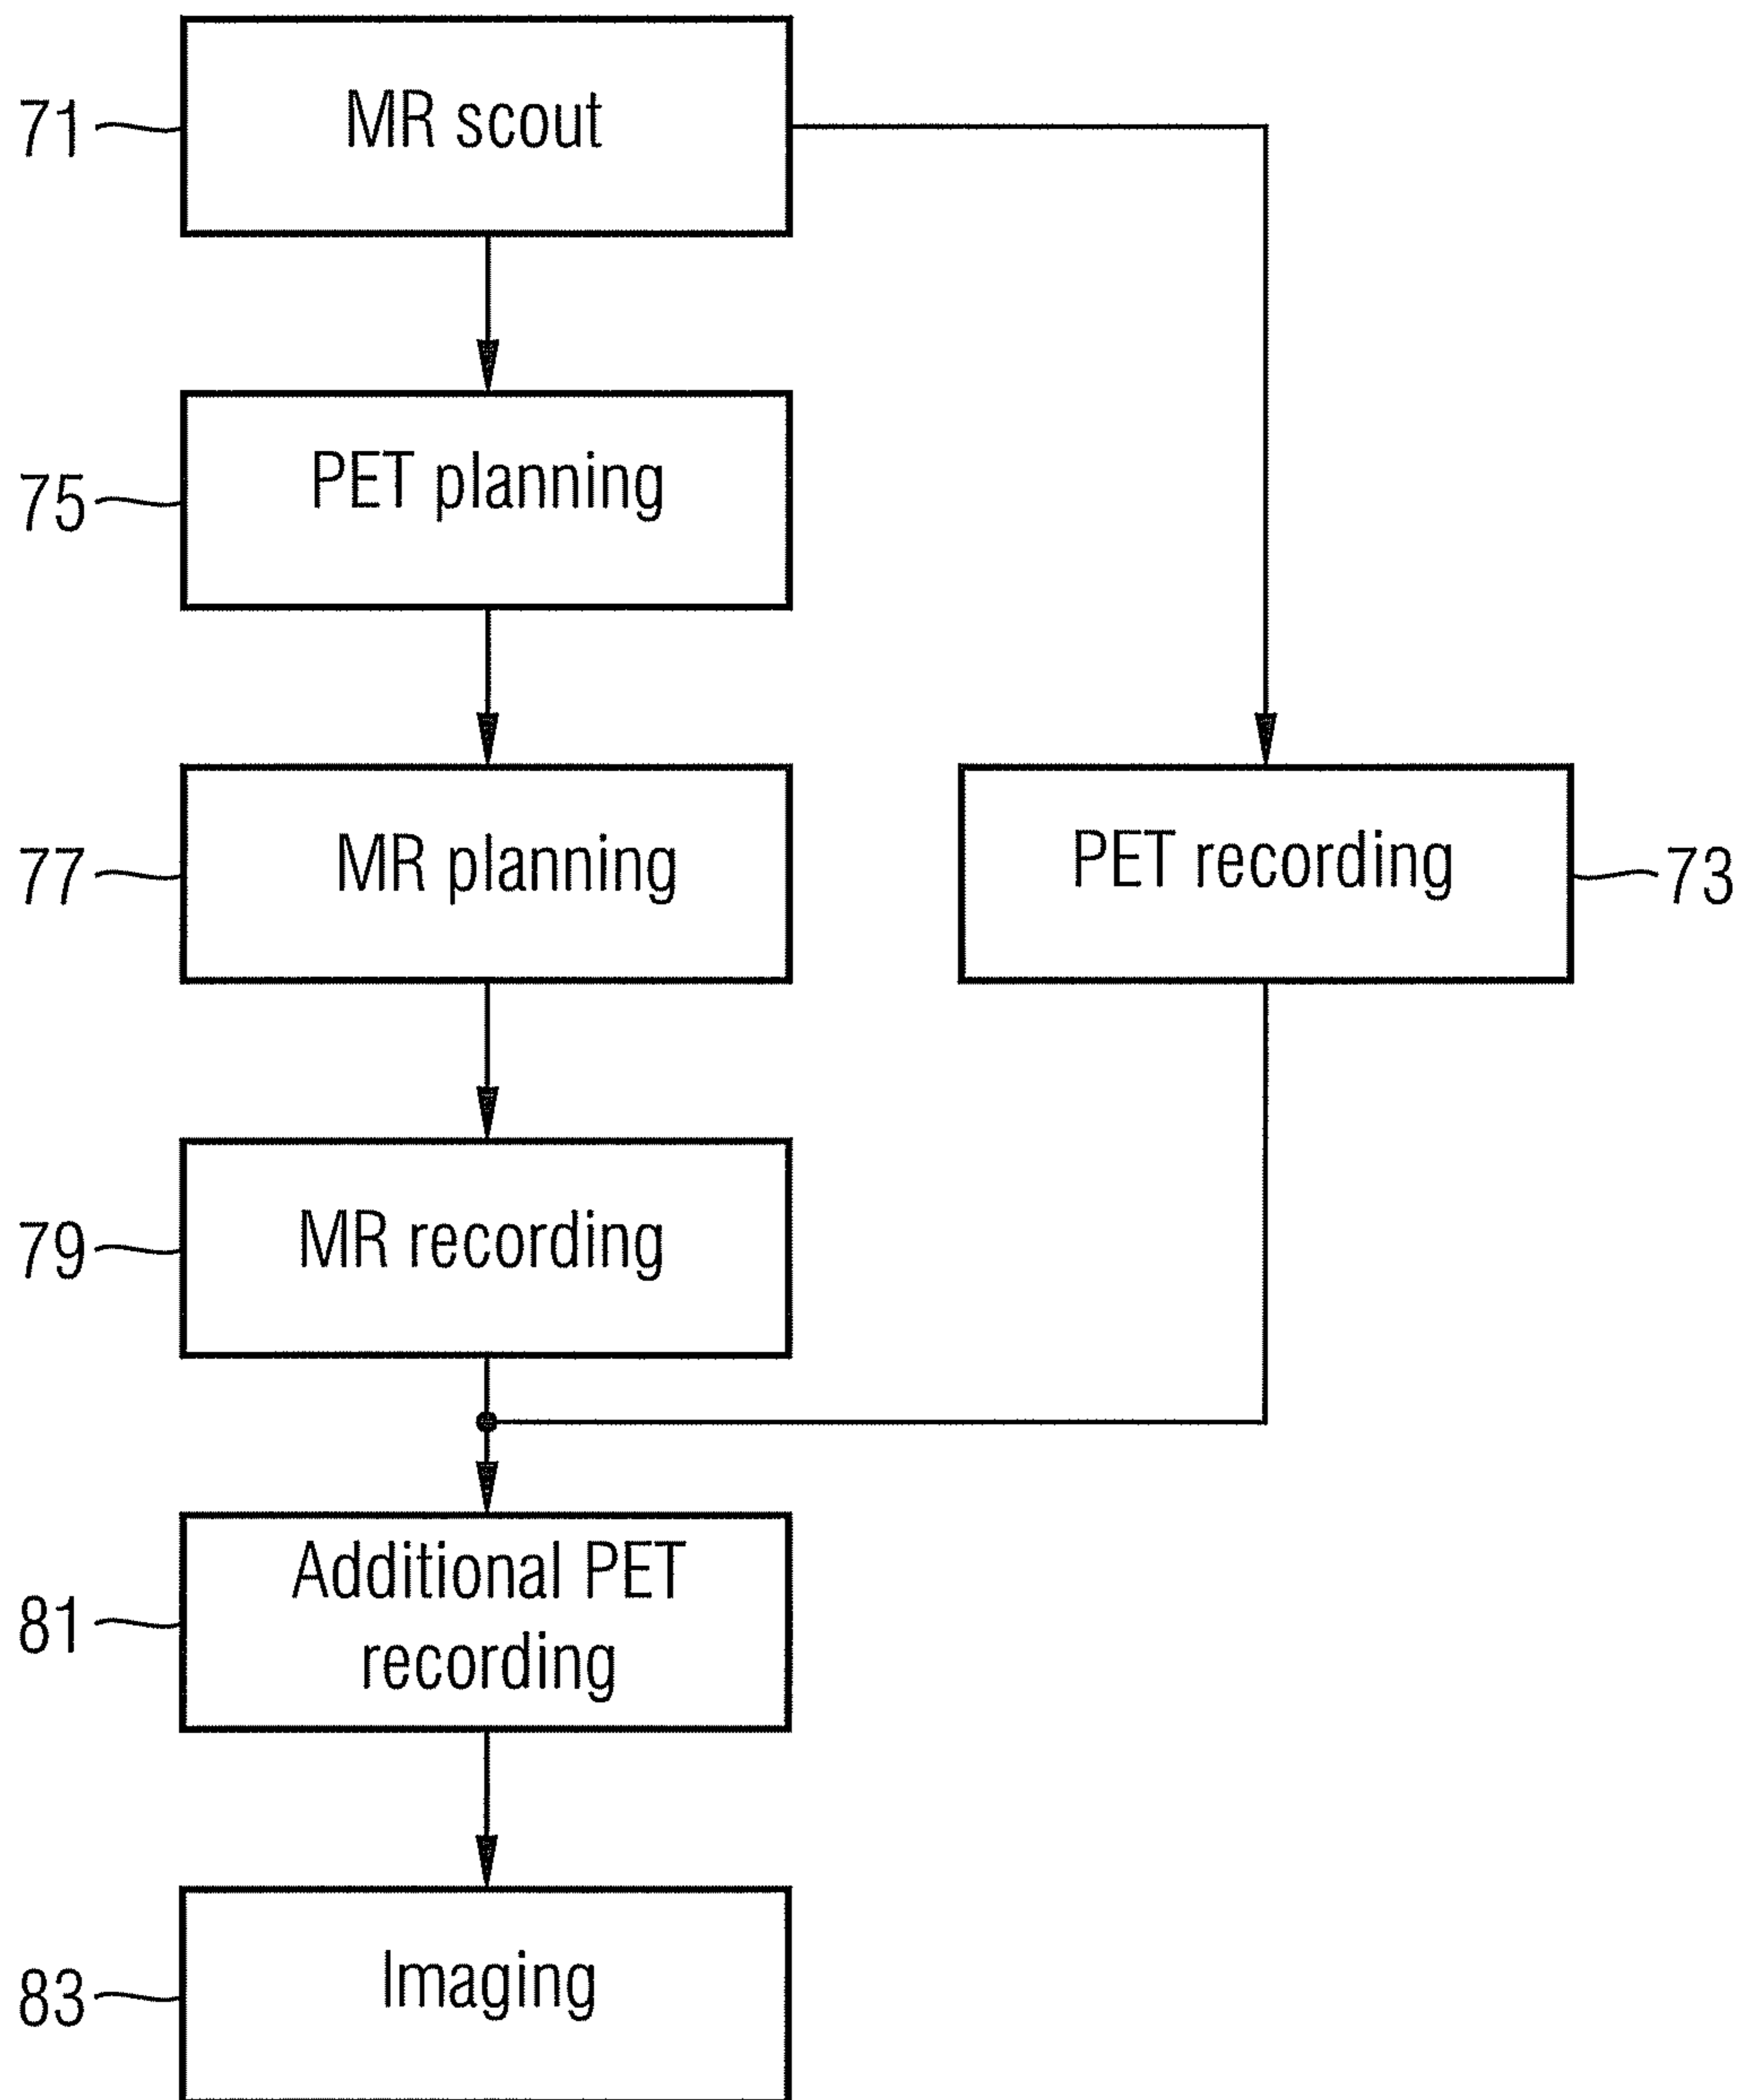 71
MR scout
75
PET planning
77
MR planning
PET recording
73
79
MR recording
81
Additional PET
recording
83
Imaging